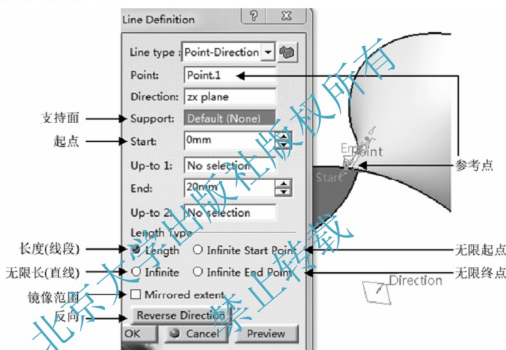 Line Definition
? X
Line type : Point-Direction
Point: Point.1
Direction: zx plane
支持面 Support: Default (None)
起点 Start: 0mm
Up-to 1: No selection
End: 20mm
Up-to 2: No selection
Length Type
长度(线段) Length Infinite Start Point 无限起点
无限长(直线) Infinite Infinite End Point 无限终点
镜像范围 Mirrored extent
反向 Reverse Direction
OK Cancel Preview
End
Start
参考点
Direction
北京大学出版社版权所有
禁止转载